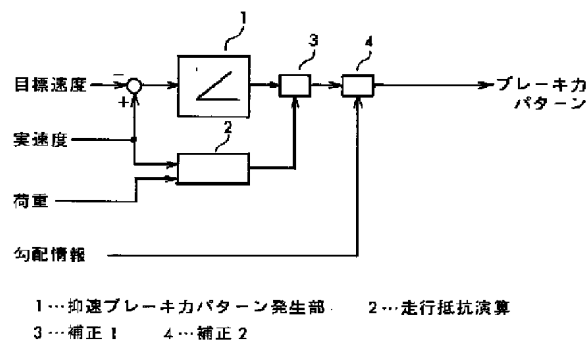 1
3
4
目標速度
−
+
ブレーキ力
パターン
実速度
2
荷重
勾配情報
1…抑速ブレーキ力パターン発生部 2…走行抵抗演算
3…補正1 4…補正2